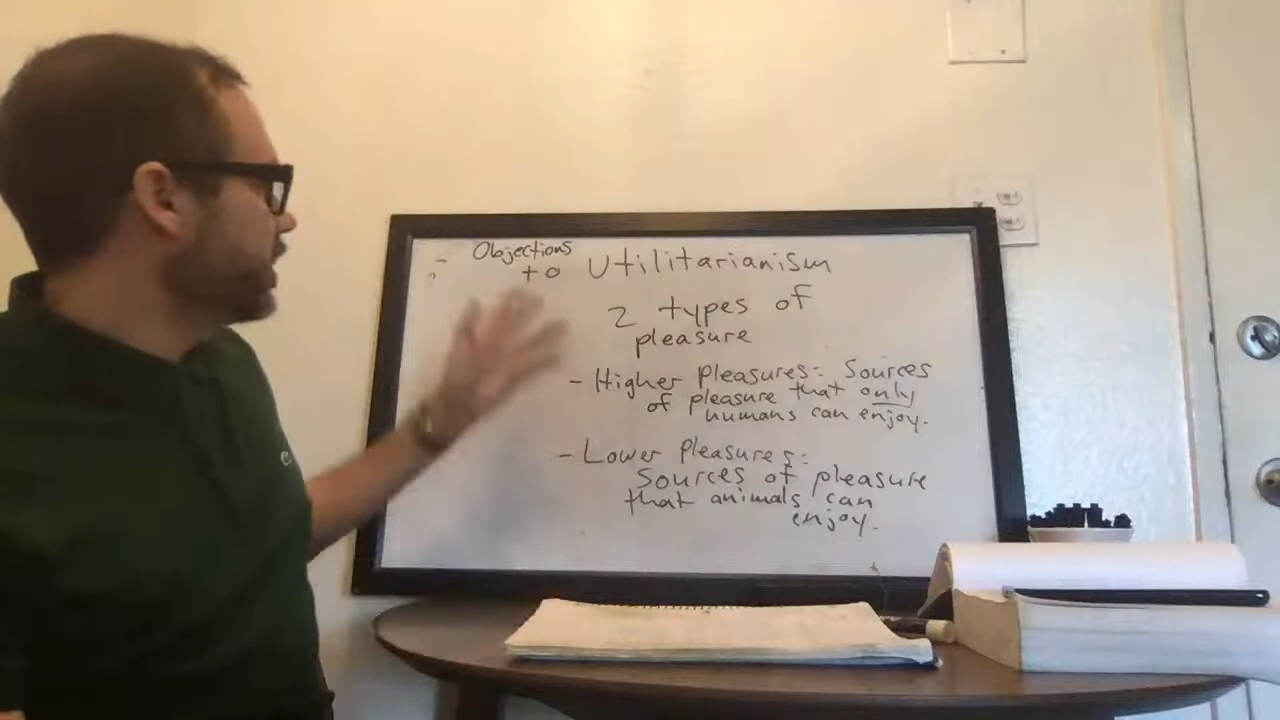 Objections
to Utilitarianism
2 types of
pleasure
- Higher Pleasures: Sources
of pleasure that only
humans can enjoy.
- Lower Pleasures:
Sources of pleasure
that animals can
enjoy.